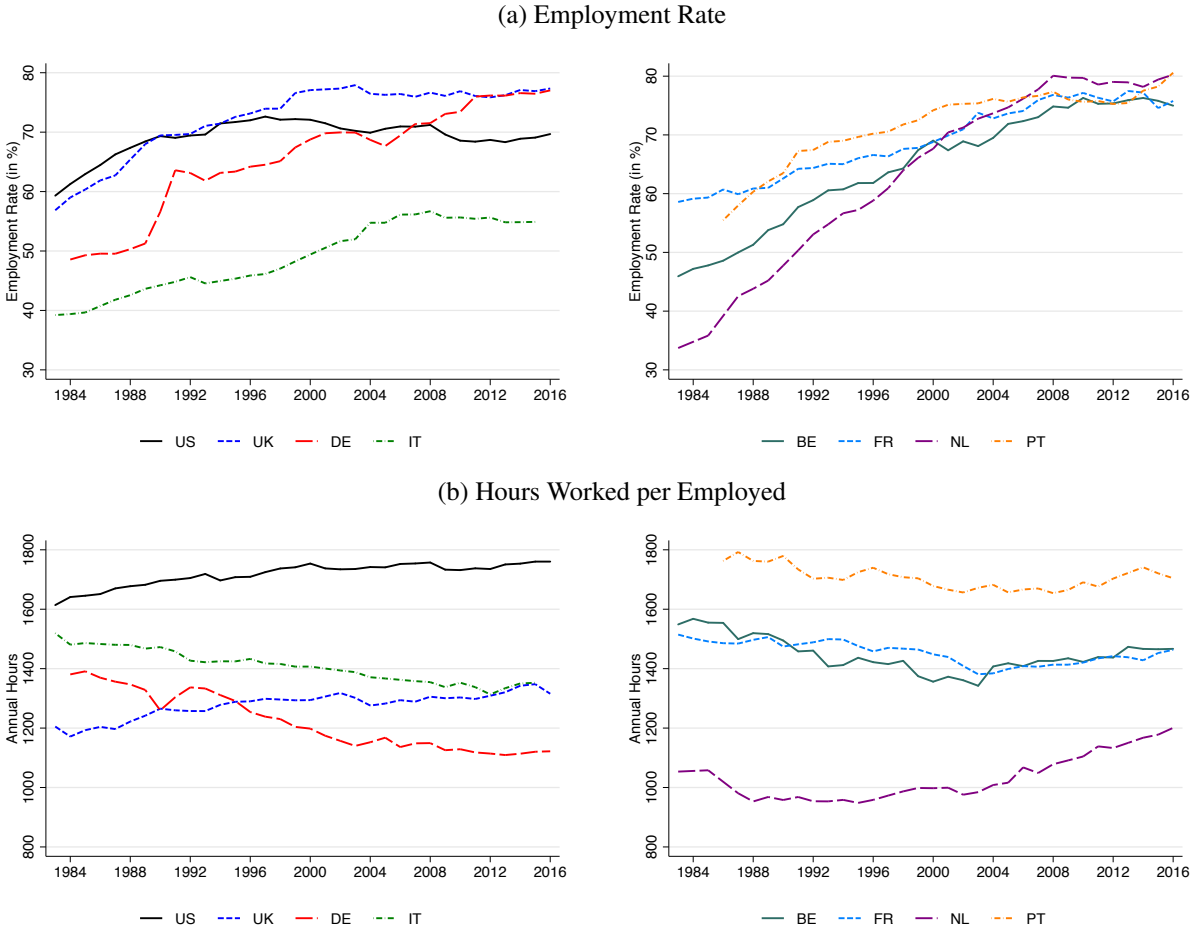 (a) Employment Rate
Employment Rate (in %)
80
70
60
50
40
30
1984 1988 1992 1996 2000 2004 2008 2012 2016
US UK DE IT
Employment Rate (in %)
80
70
60
50
40
30
1984 1988 1992 1996 2000 2004 2008 2012 2016
BE FR NL PT
(b) Hours Worked per Employed
Annual Hours
1800
1600
1400
1200
1000
800
1984 1988 1992 1996 2000 2004 2008 2012 2016
US UK DE IT
Annual Hours
1800
1600
1400
1200
1000
800
1984 1988 1992 1996 2000 2004 2008 2012 2016
BE FR NL PT